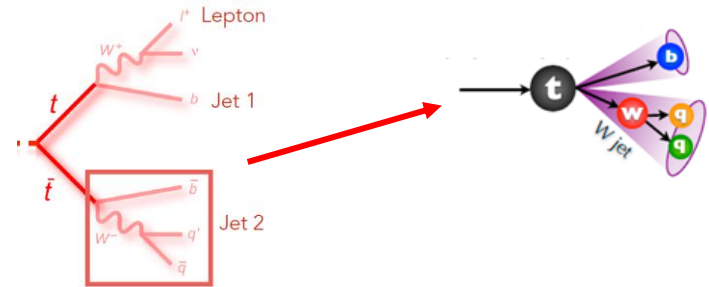 l⁺ Lepton
W⁺
ν
t
b Jet 1
t̄
b̄
W⁻
q'
q̄
Jet 2
t
b
W
q
q
W jet